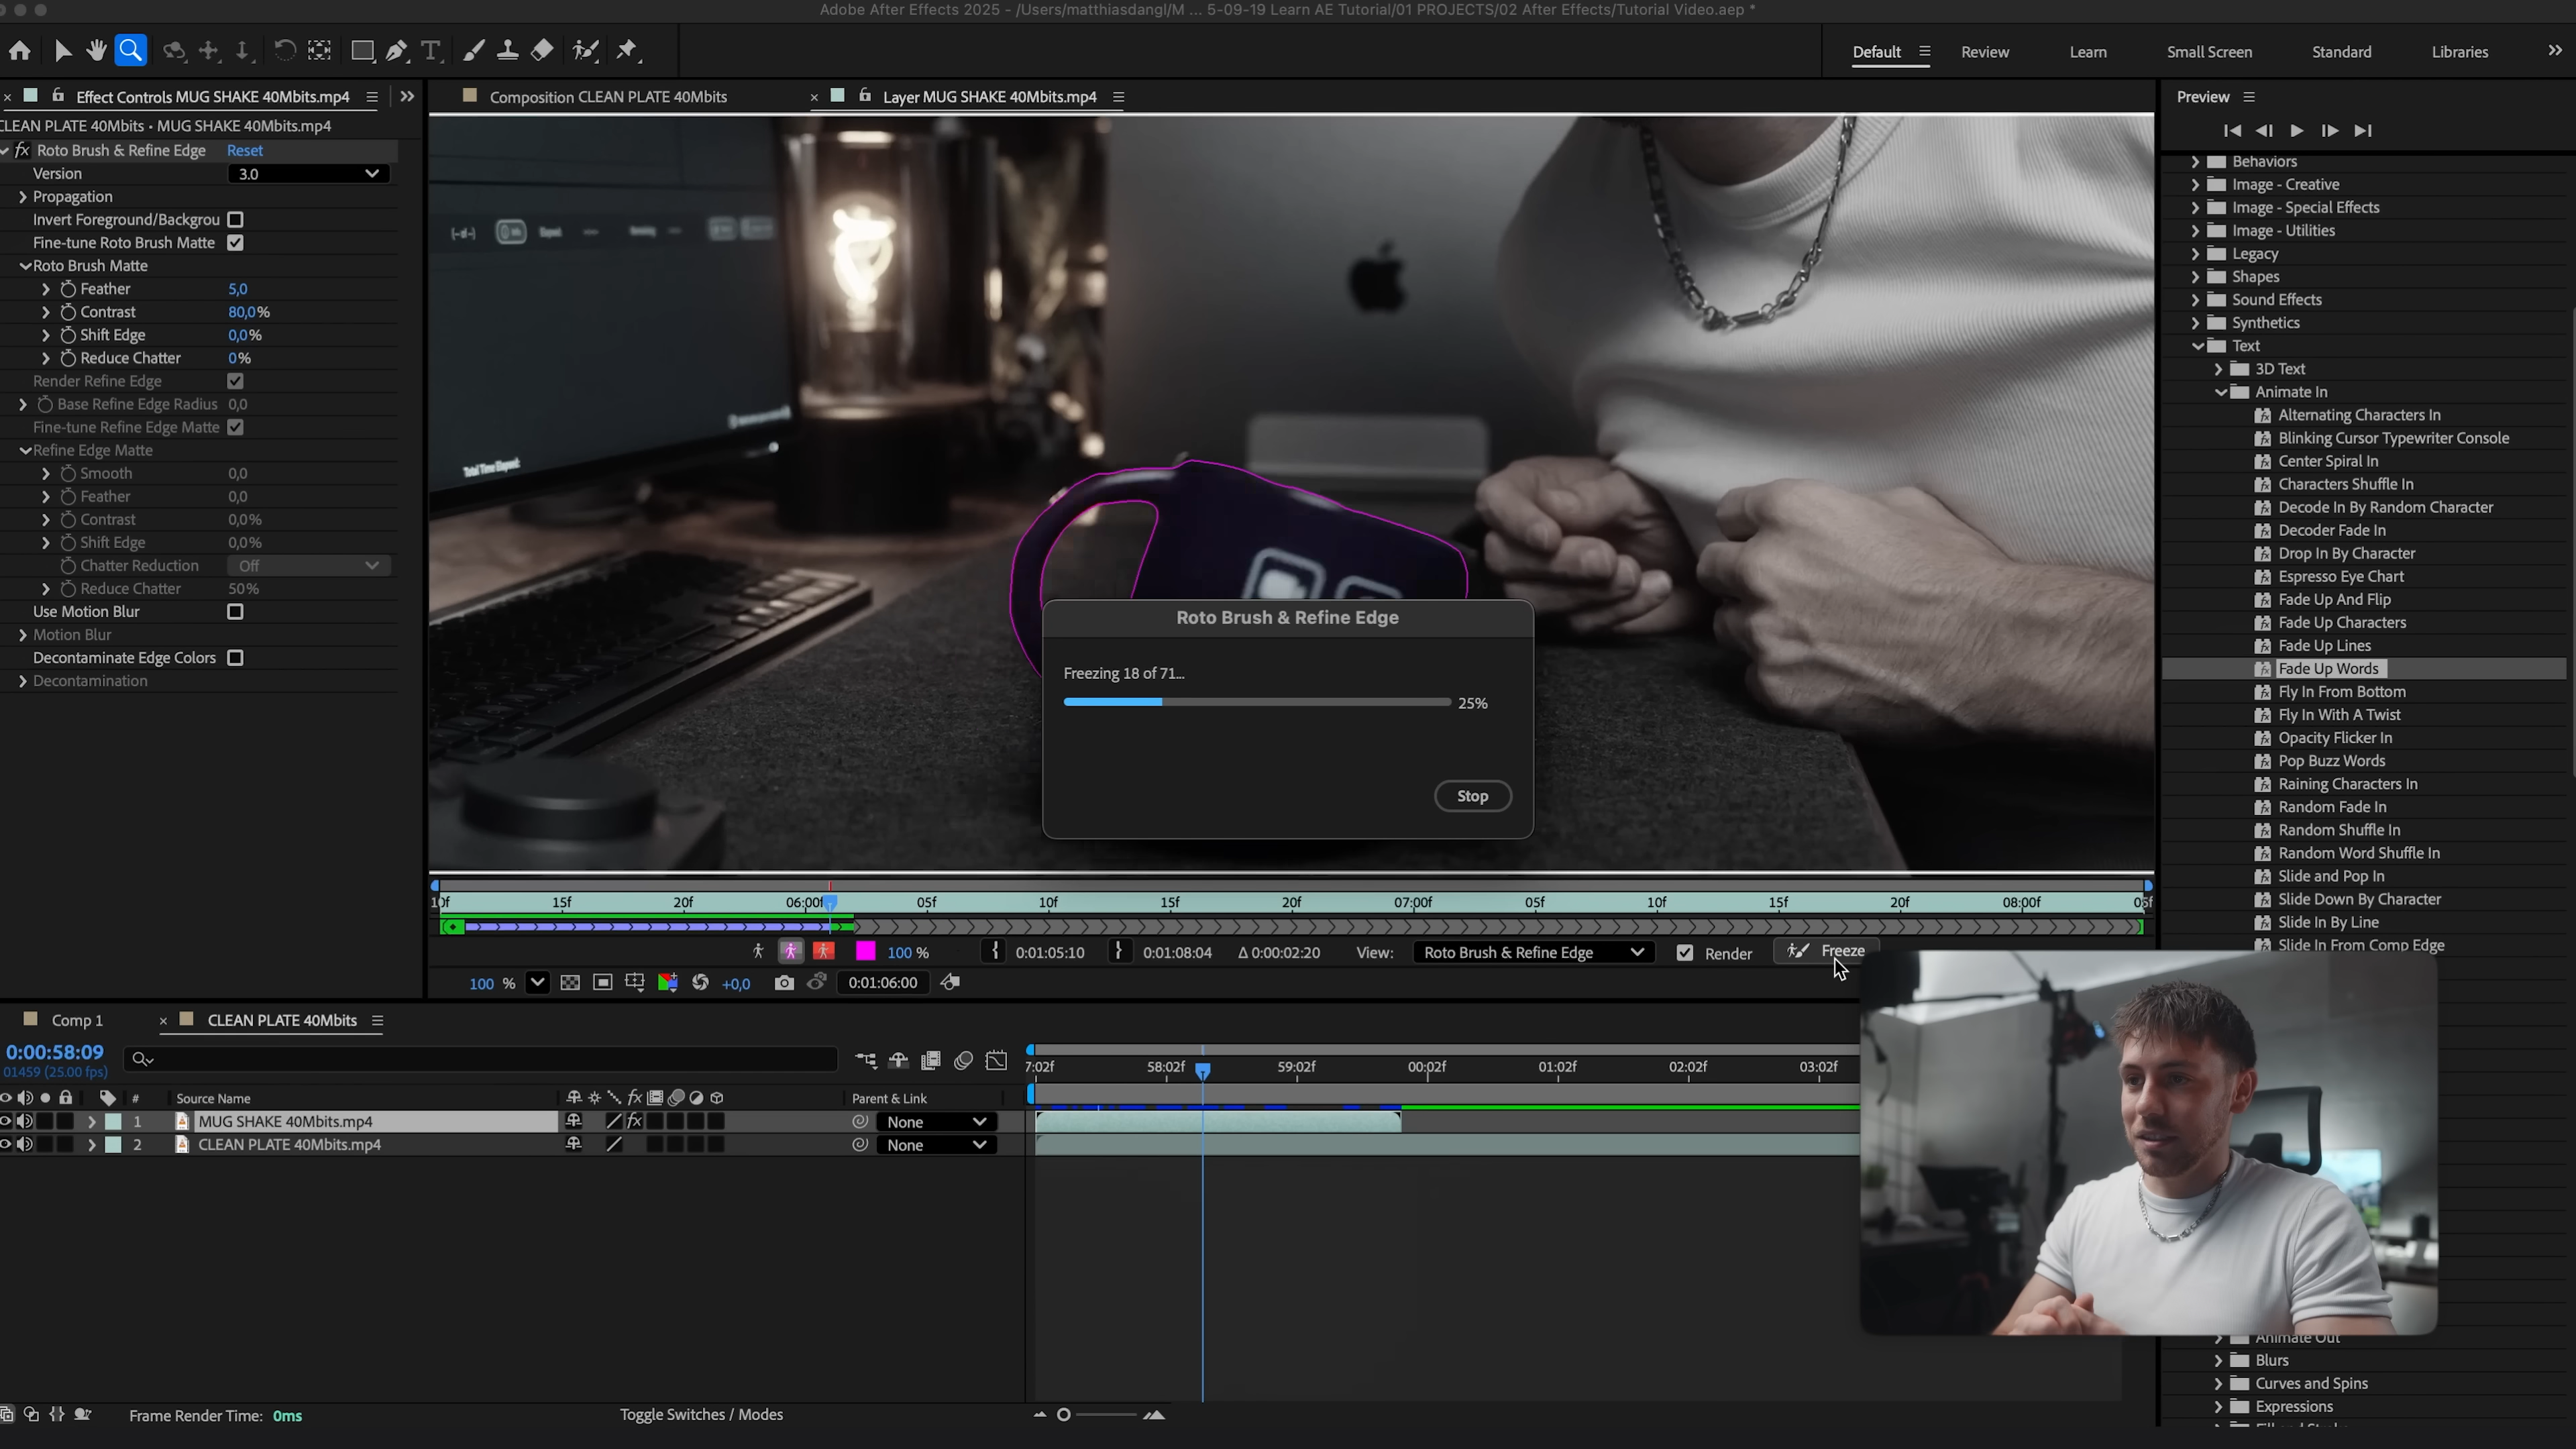 Adobe After Effects 2025 - /Users/matthiasdangl/M ... 5-09-19 Learn AE Tutorial/01 PROJECTS/02 After Effects/Tutorial Video.aep *
T
Default
Review
Learn
Small Screen
Standard
Libraries
Effect Controls MUG SHAKE 40Mbits.mp4
Composition CLEAN PLATE 40Mbits
Layer MUG SHAKE 40Mbits.mp4
Preview
CLEAN PLATE 40Mbits • MUG SHAKE 40Mbits.mp4
fx Roto Brush & Refine Edge Reset
Version 3.0
Propagation
Invert Foreground/Backgrou
Fine-tune Roto Brush Matte
Roto Brush Matte
Feather 5,0
Contrast 80,0%
Shift Edge 0,0%
Reduce Chatter 0%
Render Refine Edge
Base Refine Edge Radius 0,0
Fine-tune Refine Edge Matte
Refine Edge Matte
Smooth 0,0
Feather 0,0
Contrast 0,0%
Shift Edge 0,0%
Chatter Reduction Off
Reduce Chatter 50%
Use Motion Blur
Motion Blur
Decontaminate Edge Colors
Decontamination
Total Time Elapsed:
Roto Brush & Refine Edge
Freezing 18 of 71...
25%
Stop
Behaviors
Image - Creative
Image - Special Effects
Image - Utilities
Legacy
Shapes
Sound Effects
Synthetics
Text
3D Text
Animate In
Alternating Characters In
Blinking Cursor Typewriter Console
Center Spiral In
Characters Shuffle In
Decode In By Random Character
Decoder Fade In
Drop In By Character
Espresso Eye Chart
Fade Up And Flip
Fade Up Characters
Fade Up Lines
Fade Up Words
Fly In From Bottom
Fly In With A Twist
Opacity Flicker In
Pop Buzz Words
Raining Characters In
Random Fade In
Random Shuffle In
Random Word Shuffle In
Slide and Pop In
Slide Down By Character
Slide In By Line
Slide In From Comp Edge
10f 15f 20f 06:00f 05f 10f 15f 20f 07:00f 05f 10f 15f 20f 08:00f 05f
100 % 0:01:05:10 0:01:08:04 Δ 0:00:02:20 View: Roto Brush & Refine Edge Render Freeze
100 % +0,0 0:01:06:00
Comp 1
CLEAN PLATE 40Mbits
0:00:58:09
01459 (25.00 fps)
7:02f 58:02f 59:02f 00:02f 01:02f 02:02f 03:02f
# Source Name fx Parent & Link
1 MUG SHAKE 40Mbits.mp4 fx None
2 CLEAN PLATE 40Mbits.mp4 None
Animate Out
Blurs
Curves and Spins
Expressions
Frame Render Time: 0ms
Toggle Switches / Modes